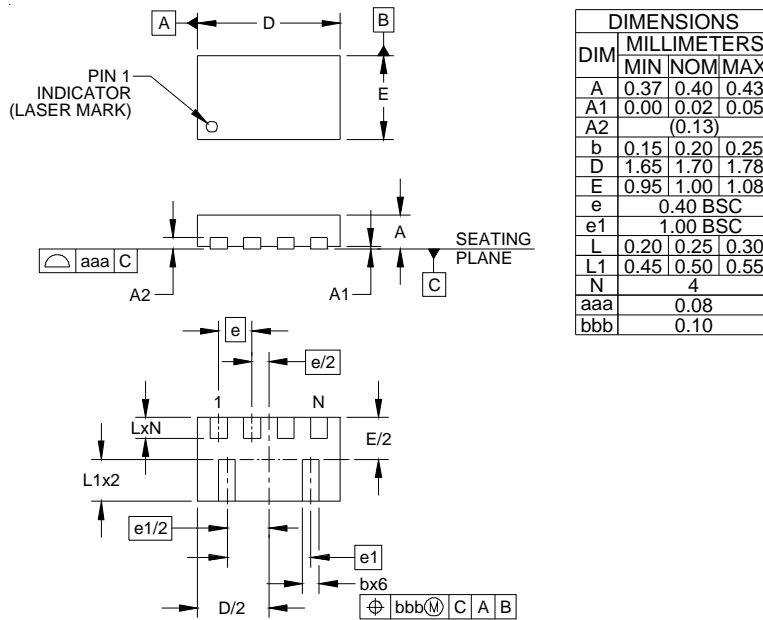 A
D
B
PIN 1
INDICATOR
(LASER MARK)
E
A
SEATING
PLANE
aaa C
C
A2
A1
e
e/2
1
N
LxN
E/2
L1x2
e1/2
e1
bx6
D/2
bbb Ⓜ C A B
DIMENSIONS
DIM MILLIMETERS
MIN NOM MAX
A 0.37 0.40 0.43
A1 0.00 0.02 0.05
A2 (0.13)
b 0.15 0.20 0.25
D 1.65 1.70 1.78
E 0.95 1.00 1.08
e 0.40 BSC
e1 1.00 BSC
L 0.20 0.25 0.30
L1 0.45 0.50 0.55
N 4
aaa 0.08
bbb 0.10